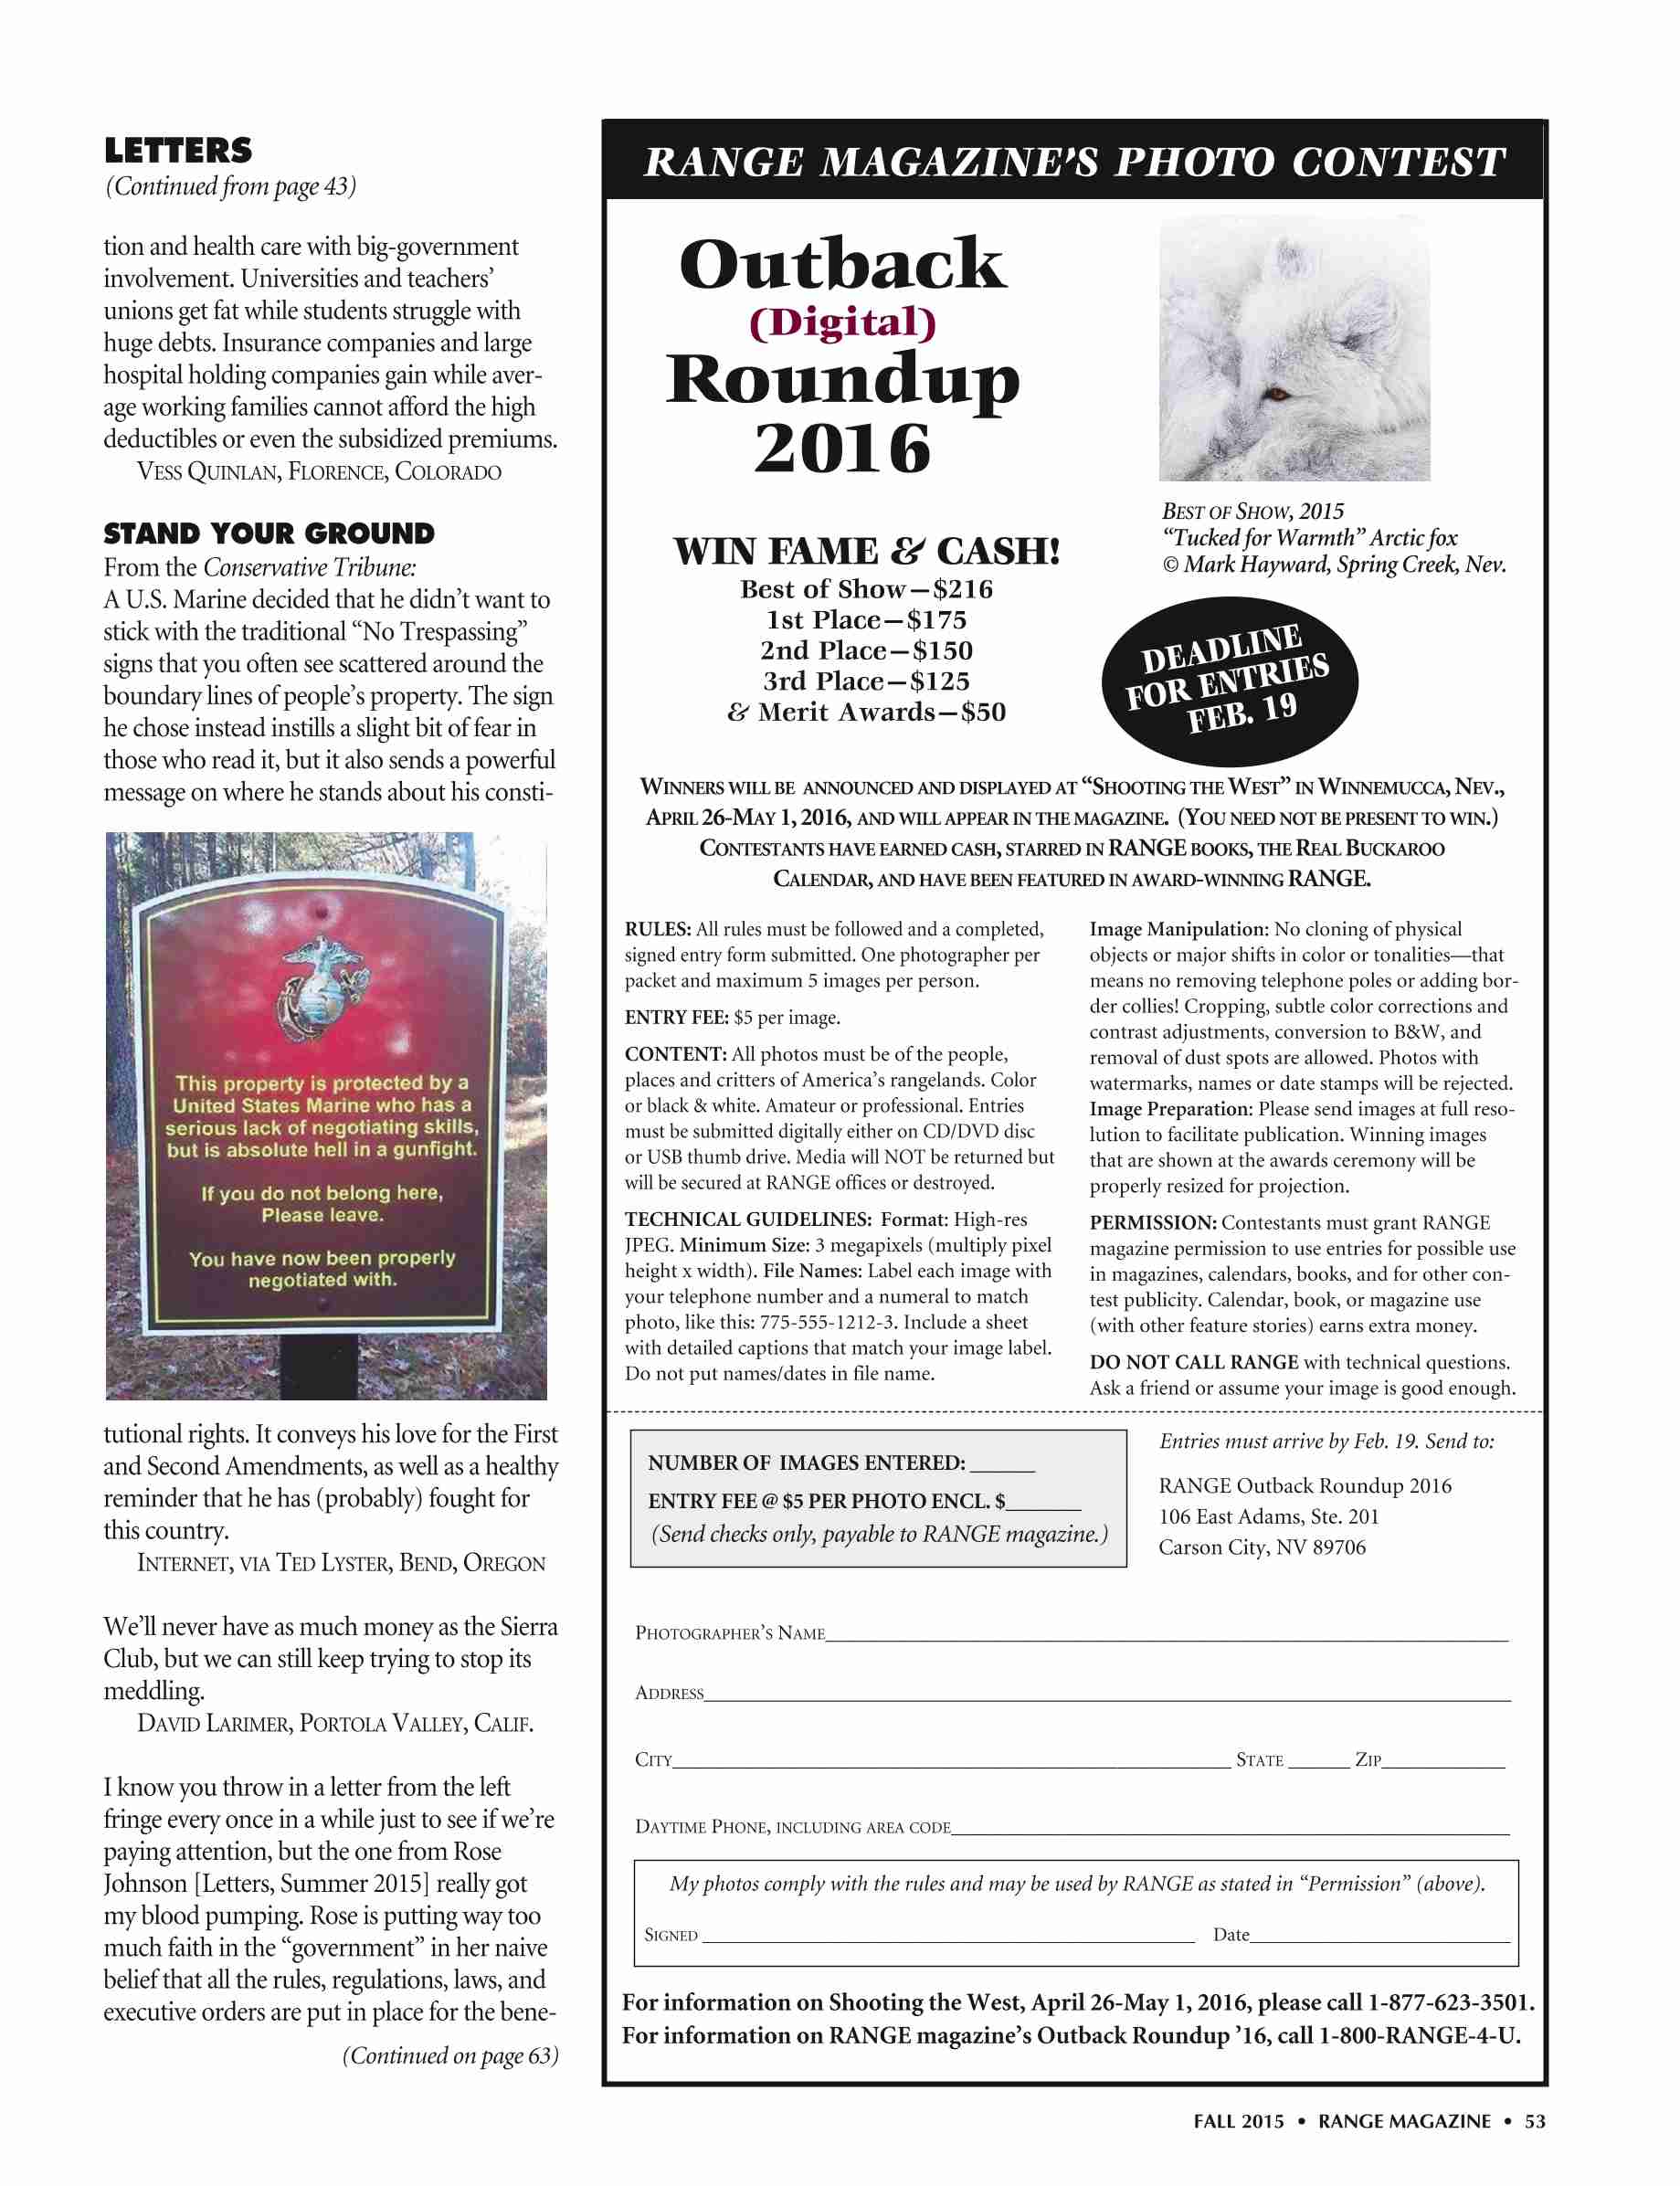 LETTERS
(Continued from page 43)
tion and health care with big-government
involvement. Universities and teachers’
unions get fat while students struggle with
huge debts. Insurance companies and large
hospital holding companies gain while aver-
age working families cannot afford the high
deductibles or even the subsidized premiums.
VESS QUINLAN, FLORENCE, COLORADO
STAND YOUR GROUND
From the Conservative Tribune:
A U.S. Marine decided that he didn’t want to
stick with the traditional “No Trespassing”
signs that you often see scattered around the
boundary lines of people’s property. The sign
he chose instead instills a slight bit of fear in
those who read it, but it also sends a powerful
message on where he stands about his consti-
This property is protected by a
United States Marine who has a
serious lack of negotiating skills,
but is absolute hell in a gunfight.
If you do not belong here,
Please leave.
You have now been properly
negotiated with.
tutional rights. It conveys his love for the First
and Second Amendments, as well as a healthy
reminder that he has (probably) fought for
this country.
INTERNET, VIA TED LYSTER, BEND, OREGON
We’ll never have as much money as the Sierra
Club, but we can still keep trying to stop its
meddling.
DAVID LARIMER, PORTOLA VALLEY, CALIF.
I know you throw in a letter from the left
fringe every once in a while just to see if we’re
paying attention, but the one from Rose
Johnson [Letters, Summer 2015] really got
my blood pumping. Rose is putting way too
much faith in the “government” in her naive
belief that all the rules, regulations, laws, and
executive orders are put in place for the bene-
(Continued on page 63)
RANGE MAGAZINE’S PHOTO CONTEST
Outback
(Digital)
Roundup
2016
BEST OF SHOW, 2015
“Tucked for Warmth” Arctic fox
© Mark Hayward, Spring Creek, Nev.
WIN FAME & CASH!
Best of Show—$216
1st Place—$175
2nd Place—$150
3rd Place—$125
& Merit Awards—$50
DEADLINE
FOR ENTRIES
FEB. 19
WINNERS WILL BE ANNOUNCED AND DISPLAYED AT “SHOOTING THE WEST” IN WINNEMUCCA, NEV.,
APRIL 26-MAY 1, 2016, AND WILL APPEAR IN THE MAGAZINE. (YOU NEED NOT BE PRESENT TO WIN.)
CONTESTANTS HAVE EARNED CASH, STARRED IN RANGE BOOKS, THE REAL BUCKAROO
CALENDAR, AND HAVE BEEN FEATURED IN AWARD-WINNING RANGE.
RULES: All rules must be followed and a completed,
signed entry form submitted. One photographer per
packet and maximum 5 images per person.
ENTRY FEE: $5 per image.
CONTENT: All photos must be of the people,
places and critters of America’s rangelands. Color
or black & white. Amateur or professional. Entries
must be submitted digitally either on CD/DVD disc
or USB thumb drive. Media will NOT be returned but
will be secured at RANGE offices or destroyed.
TECHNICAL GUIDELINES: Format: High-res
JPEG. Minimum Size: 3 megapixels (multiply pixel
height x width). File Names: Label each image with
your telephone number and a numeral to match
photo, like this: 775-555-1212-3. Include a sheet
with detailed captions that match your image label.
Do not put names/dates in file name.
Image Manipulation: No cloning of physical
objects or major shifts in color or tonalities—that
means no removing telephone poles or adding bor-
der collies! Cropping, subtle color corrections and
contrast adjustments, conversion to B&W, and
removal of dust spots are allowed. Photos with
watermarks, names or date stamps will be rejected.
Image Preparation: Please send images at full reso-
lution to facilitate publication. Winning images
that are shown at the awards ceremony will be
properly resized for projection.
PERMISSION: Contestants must grant RANGE
magazine permission to use entries for possible use
in magazines, calendars, books, and for other con-
test publicity. Calendar, book, or magazine use
(with other feature stories) earns extra money.
DO NOT CALL RANGE with technical questions.
Ask a friend or assume your image is good enough.
NUMBER OF IMAGES ENTERED: ______
ENTRY FEE @ $5 PER PHOTO ENCL. $_______
(Send checks only, payable to RANGE magazine.)
Entries must arrive by Feb. 19. Send to:
RANGE Outback Roundup 2016
106 East Adams, Ste. 201
Carson City, NV 89706
PHOTOGRAPHER’S NAME______
ADDRESS______
CITY______ STATE ______ ZIP______
DAYTIME PHONE, INCLUDING AREA CODE______
My photos comply with the rules and may be used by RANGE as stated in “Permission” (above).
SIGNED ______ Date______
For information on Shooting the West, April 26-May 1, 2016, please call 1-877-623-3501.
For information on RANGE magazine’s Outback Roundup ’16, call 1-800-RANGE-4-U.
FALL 2015 • RANGE MAGAZINE • 53